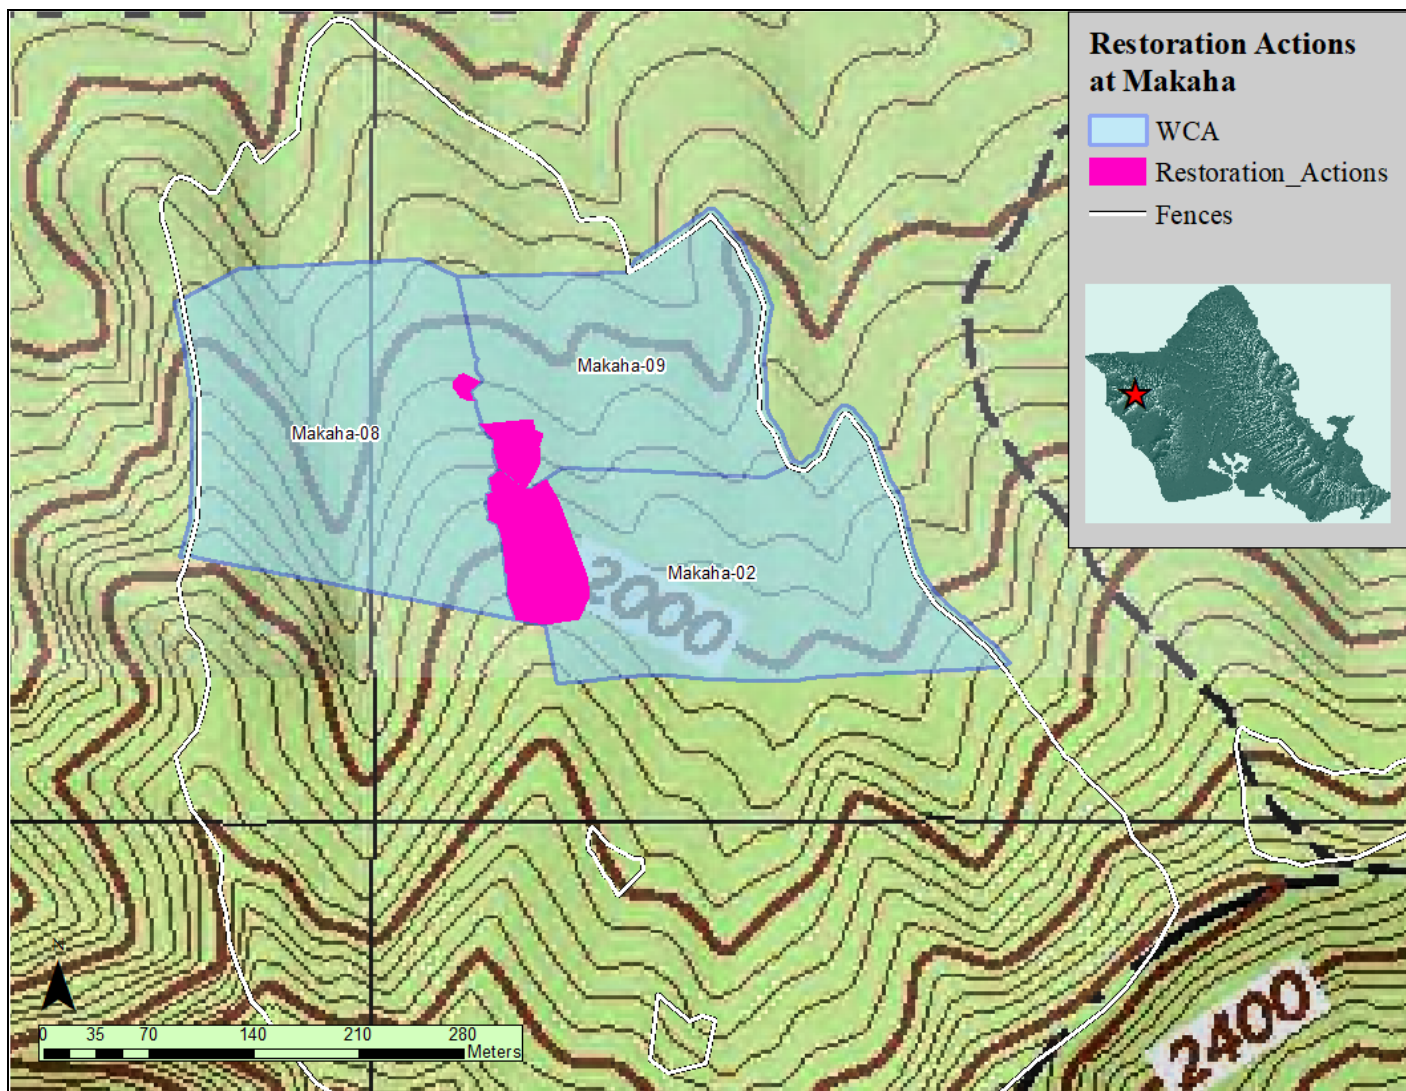 Restoration Actions
at Makaha
WCA
Restoration_Actions
Fences
Makaha-09
Makaha-08
Makaha-02
2000
2400
0 35 70 140 210 280
Meters